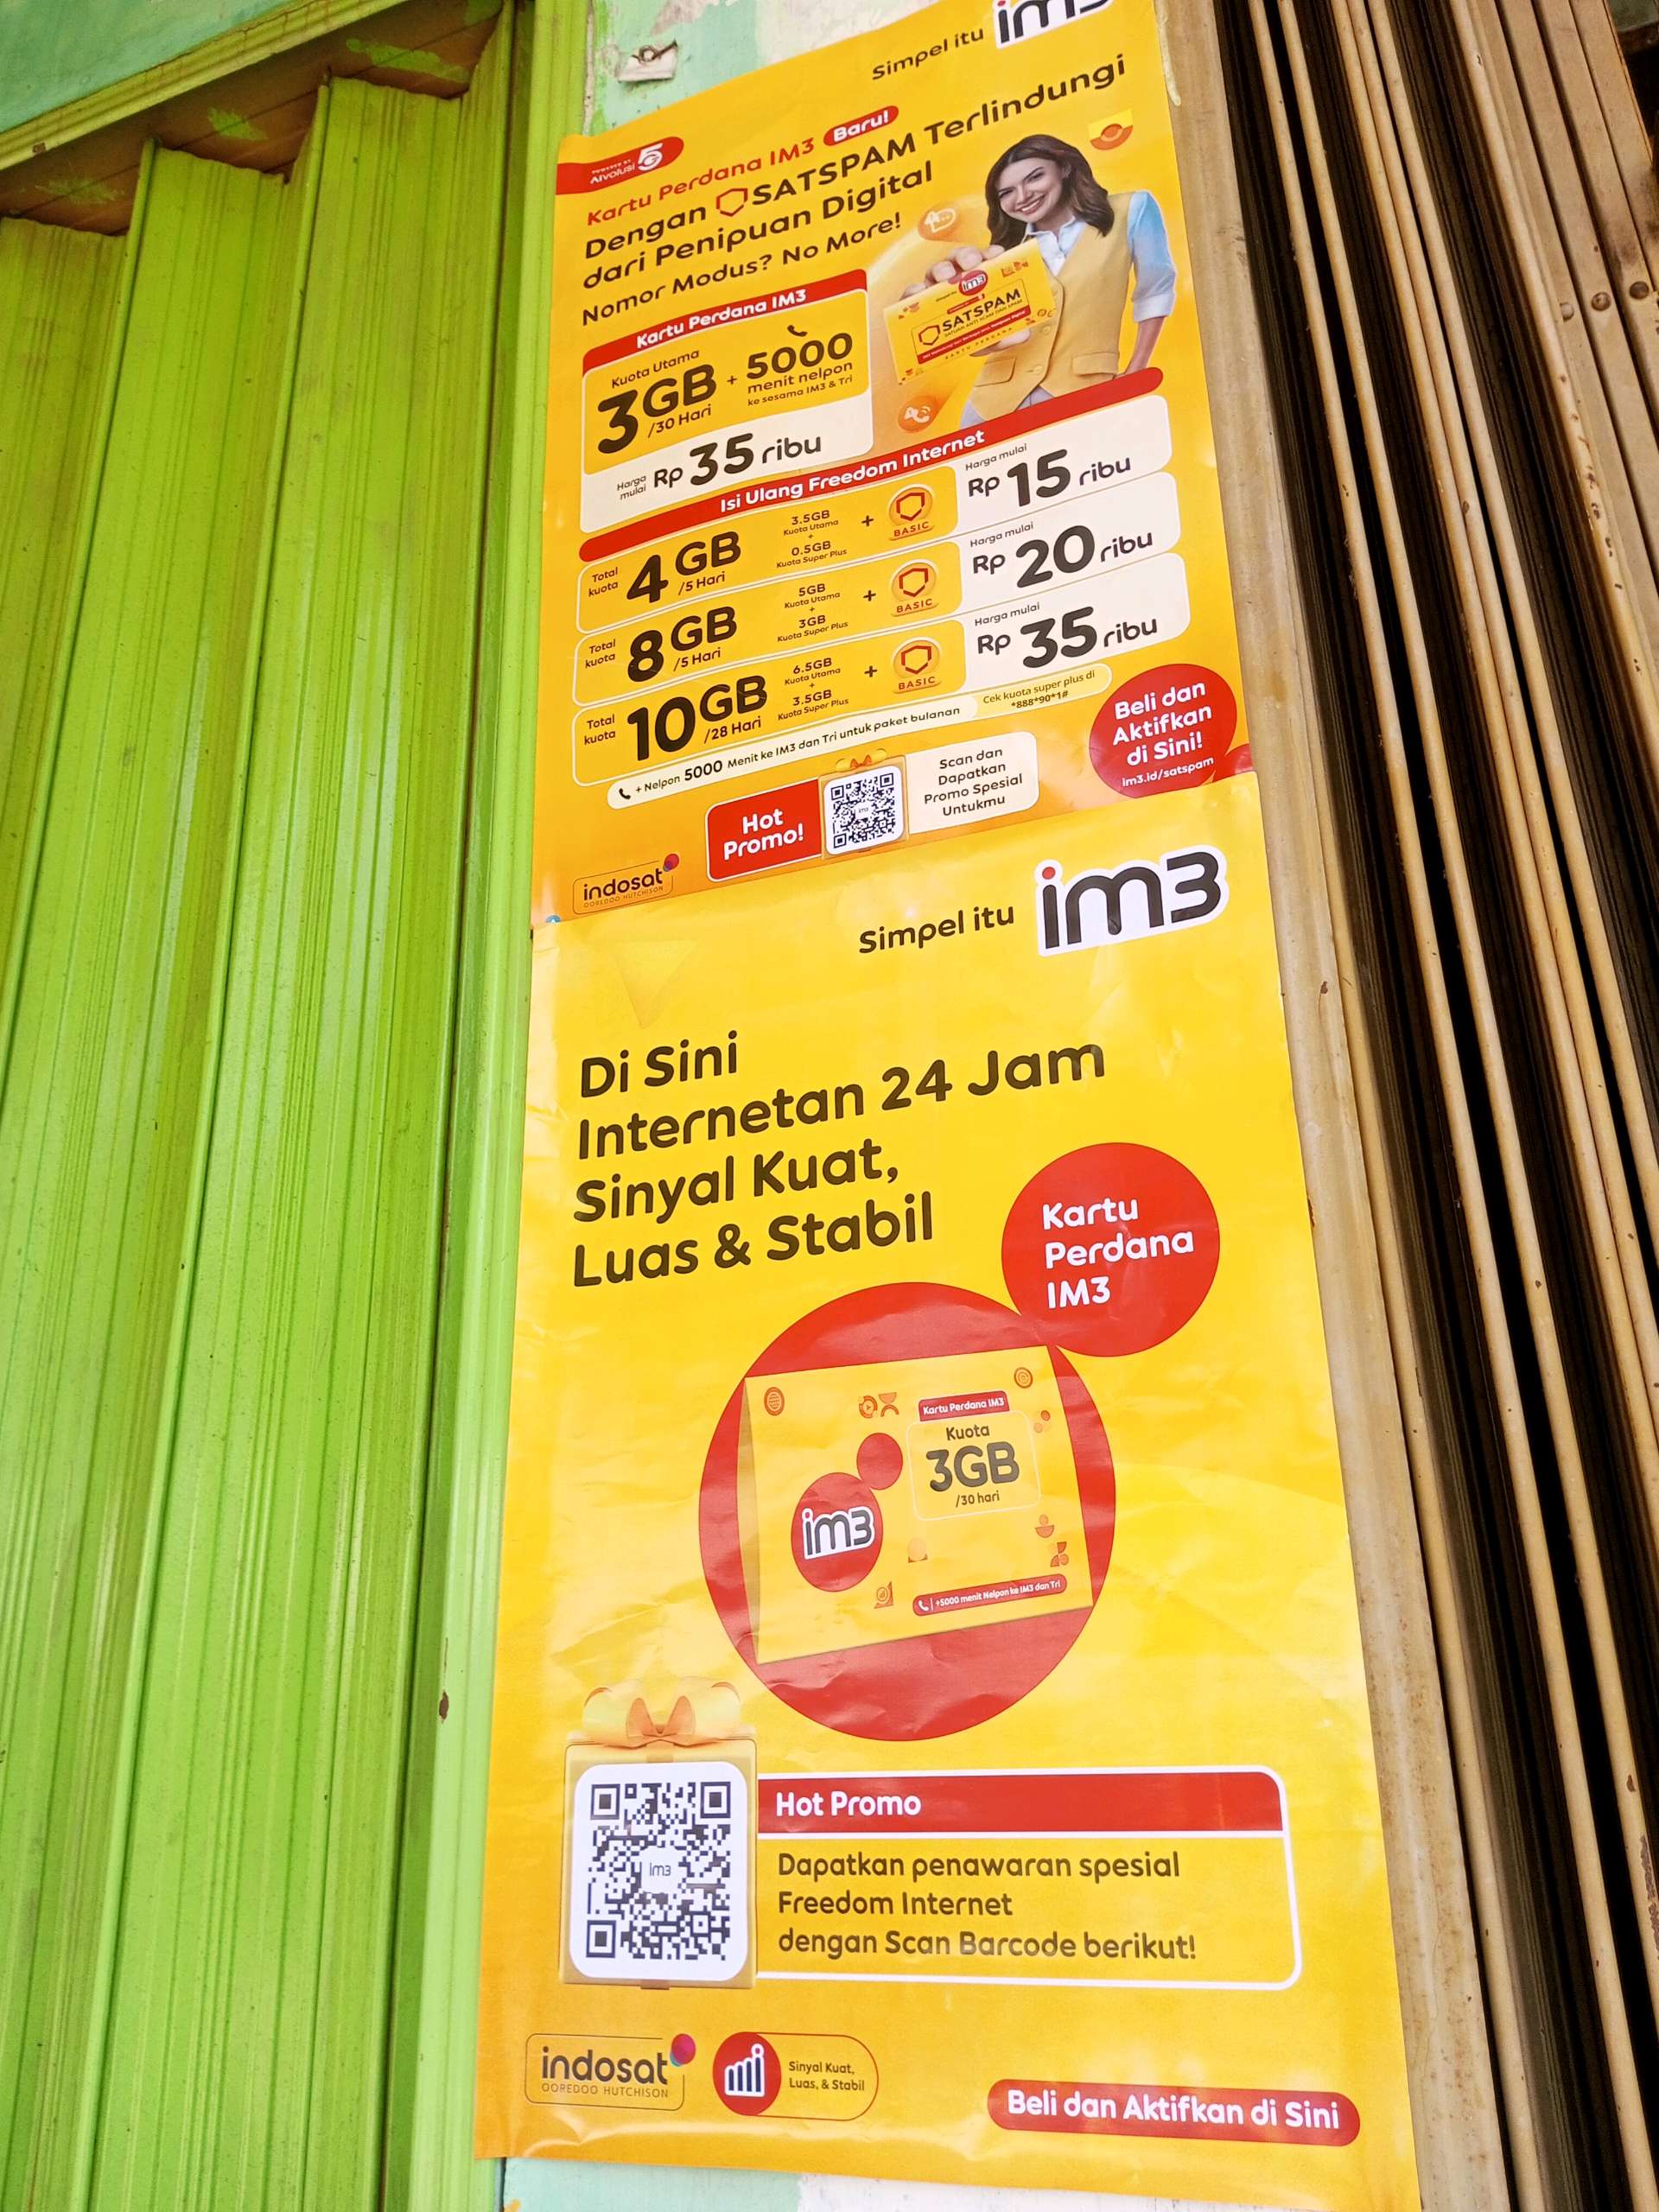 Simpel itu im3
POWERED BY
AIvolusi5G
Kartu Perdana IM3 Baru!
Dengan SATSPAM Terlindungi
dari Penipuan Digital
Nomor Modus? No More!
Kartu Perdana IM3
Kuota Utama
3GB
/30 Hari
+ 5000
menit nelpon
ke sesama IM3 & Tri
Harga
mulai
Rp 35 ribu
im3
SATSPAM
SATUAN ANTI SCAM DAN SPAM
KARTU PERDANA
Isi Ulang Freedom Internet
Total
kuota
4GB
/5 Hari
3.5GB
Kuota Utama
+
0.5GB
Kuota Super Plus
+
BASIC
Harga mulai
Rp 15 ribu
Total
kuota
8GB
/5 Hari
5GB
Kuota Utama
+
3GB
Kuota Super Plus
+
BASIC
Harga mulai
Rp 20 ribu
Total
kuota
10GB
/28 Hari
6.5GB
Kuota Utama
+
3.5GB
Kuota Super Plus
+
BASIC
Harga mulai
Rp 35 ribu
+ Nelpon 5000 Menit ke IM3 dan Tri untuk paket bulanan
Cek kuota super plus di
*888*90*1#
Beli dan
Aktifkan
di Sini!
im3.id/satspam
Hot
Promo!
Scan dan
Dapatkan
Promo Spesial
Untukmu
indosat
OOREDOO HUTCHISON
Simpel itu im3
Di Sini
Internetan 24 Jam
Sinyal Kuat,
Luas & Stabil
Kartu
Perdana
IM3
Kartu Perdana IM3
Kuota
3GB
/30 hari
im3
+5000 menit Nelpon ke IM3 dan Tri
im3
Hot Promo
Dapatkan penawaran spesial
Freedom Internet
dengan Scan Barcode berikut!
indosat
OOREDOO HUTCHISON
Sinyal Kuat,
Luas, & Stabil
Beli dan Aktifkan di Sini